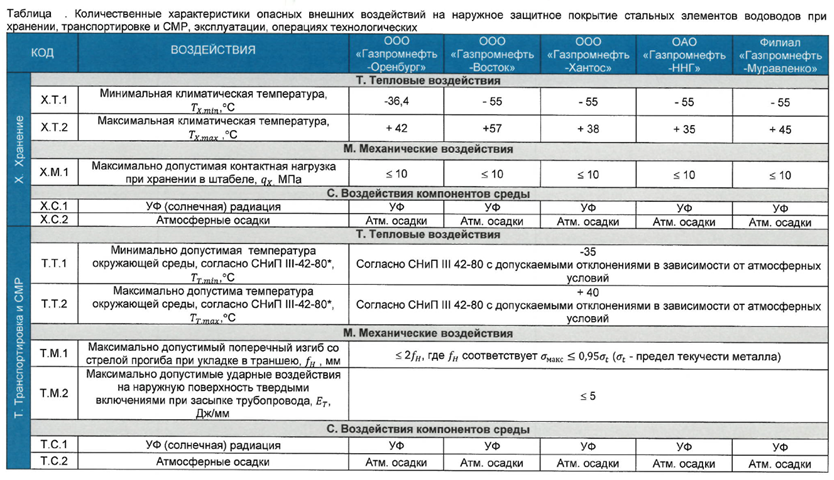 Таблица . Количественные характеристики опасных внешних воздействий на наружное защитное покрытие стальных элементов водоводов при
хранении, транспортировке и СМР, эксплуатации, операциях технологических
КОД ВОЗДЕЙСТВИЯ ООО «Газпромнефть -Оренбург» ООО «Газпромнефть -Восток» ООО «Газпромнефть -Хантос» ОАО «Газпромнефть -ННГ» Филиал «Газпромнефть -Муравленко»
Х. Хранение
Т. Тепловые воздействия
Х.Т.1 Минимальная климатическая температура, T_X.min, °С -36,4 - 55 - 55 - 55 - 55
Х.Т.2 Максимальная климатическая температура, T_X.max, °С + 42 +57 + 38 + 35 + 45
М. Механические воздействия
Х.М.1 Максимально допустимая контактная нагрузка
при хранении в штабеле, q_X, МПа ≤ 10 ≤ 10 ≤ 10 ≤ 10 ≤ 10
С. Воздействия компонентов среды
Х.С.1 УФ (солнечная) радиация УФ УФ УФ УФ УФ
Х.С.2 Атмосферные осадки Атм. осадки Атм. осадки Атм. осадки Атм. осадки Атм. осадки
Т. Транспортировка и СМР
Т. Тепловые воздействия
Т.Т.1 Минимально допустимая температура
окружающей среды, согласно СНиП III-42-80*,
T_T.min, °С
-35
Согласно СНиП III 42-80 с допускаемыми отклонениями в зависимости от атмосферных
условий
Т.Т.2 Максимально допустима температура
окружающей среды, согласно СНиП III-42-80*,
T_T.max, °С
+ 40
Согласно СНиП III 42-80 с допускаемыми отклонениями в зависимости от атмосферных
условий
М. Механические воздействия
Т.М.1 Максимально допустимый поперечный изгиб со
стрелой прогиба при укладке в траншею, f_H, мм
≤ 2f_H, где f_H соответствует σ_макс ≤ 0,95σ_t (σ_t - предел текучести металла)
Т.М.2 Максимально допустимые ударные воздействия
на наружную поверхность твердыми
включениями при засыпке трубопровода, E_T,
Дж/мм
≤ 5
С. Воздействия компонентов среды
Т.С.1 УФ (солнечная) радиация УФ УФ УФ УФ УФ
Т.С.2 Атмосферные осадки Атм. осадки Атм. осадки Атм. осадки Атм. осадки Атм. осадки